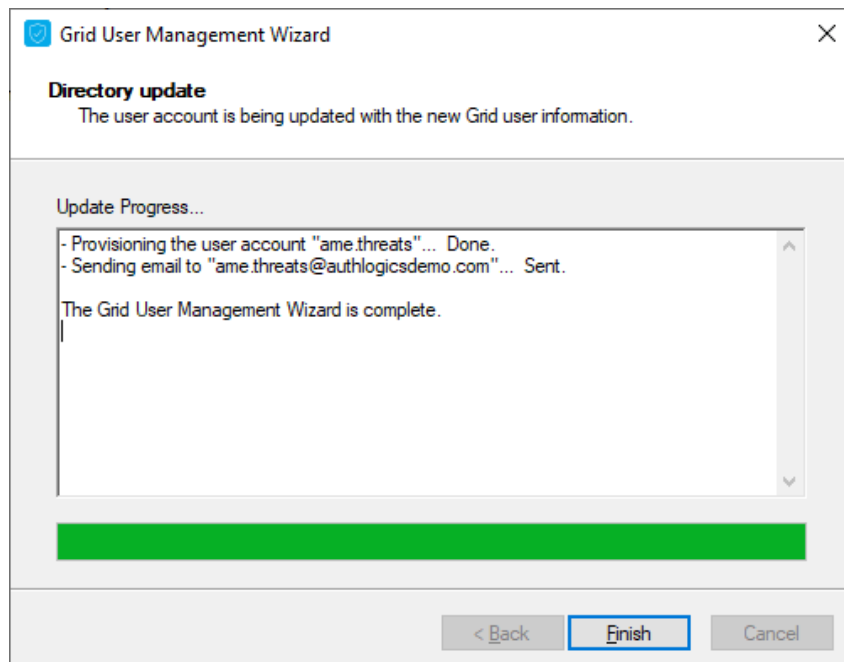 Grid User Management Wizard
Directory update
The user account is being updated with the new Grid user information.
Update Progress...
- Provisioning the user account "ame.threats"... Done.
- Sending email to "ame.threats@authlogicsdemo.com"... Sent.
The Grid User Management Wizard is complete.
< Back
Finish
Cancel